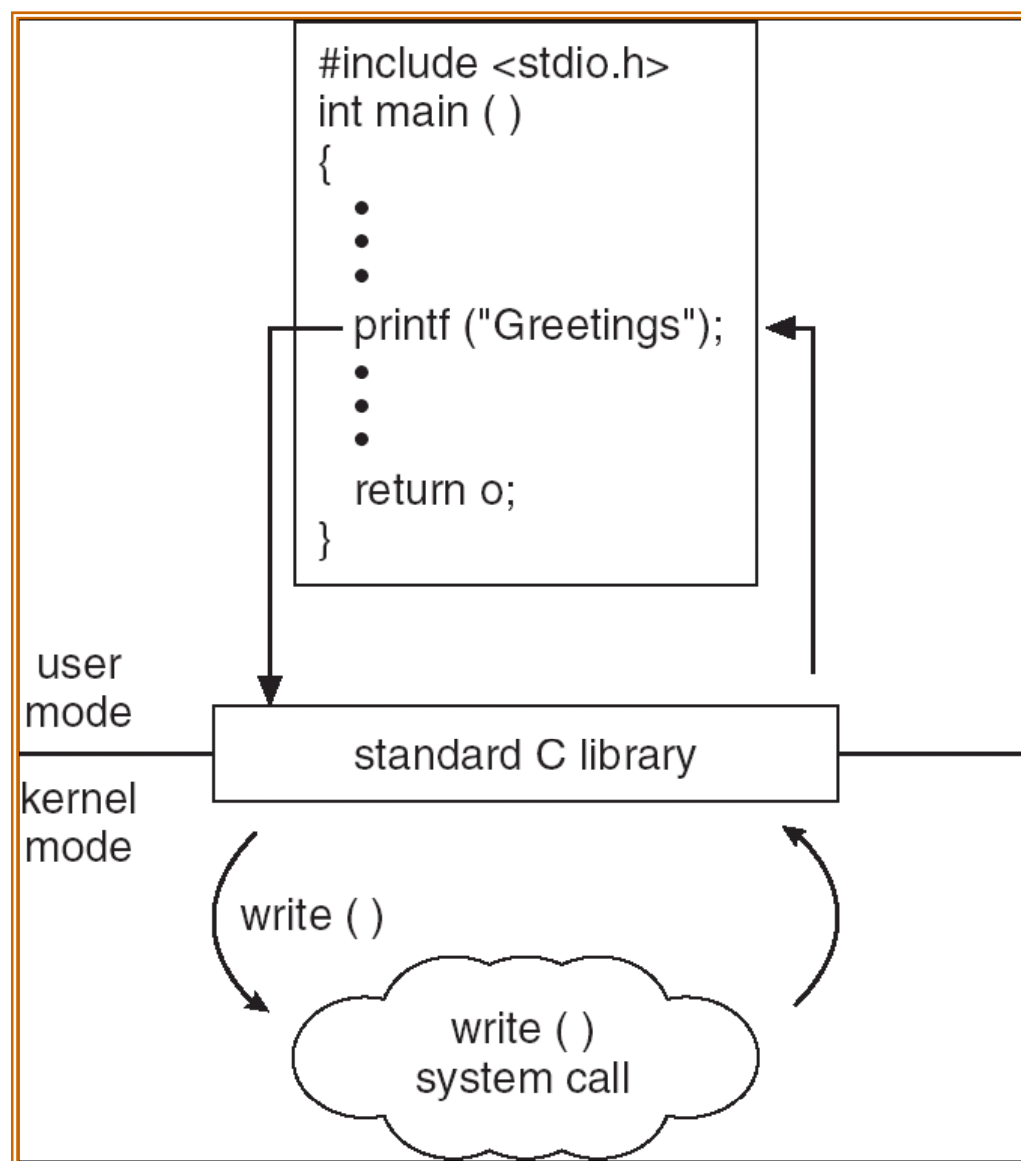 #include <stdio.h>
int main ( )
{
•
•
•
printf ("Greetings");
•
•
•
return o;
}
user
mode
standard C library
kernel
mode
write ( )
write ( )
system call